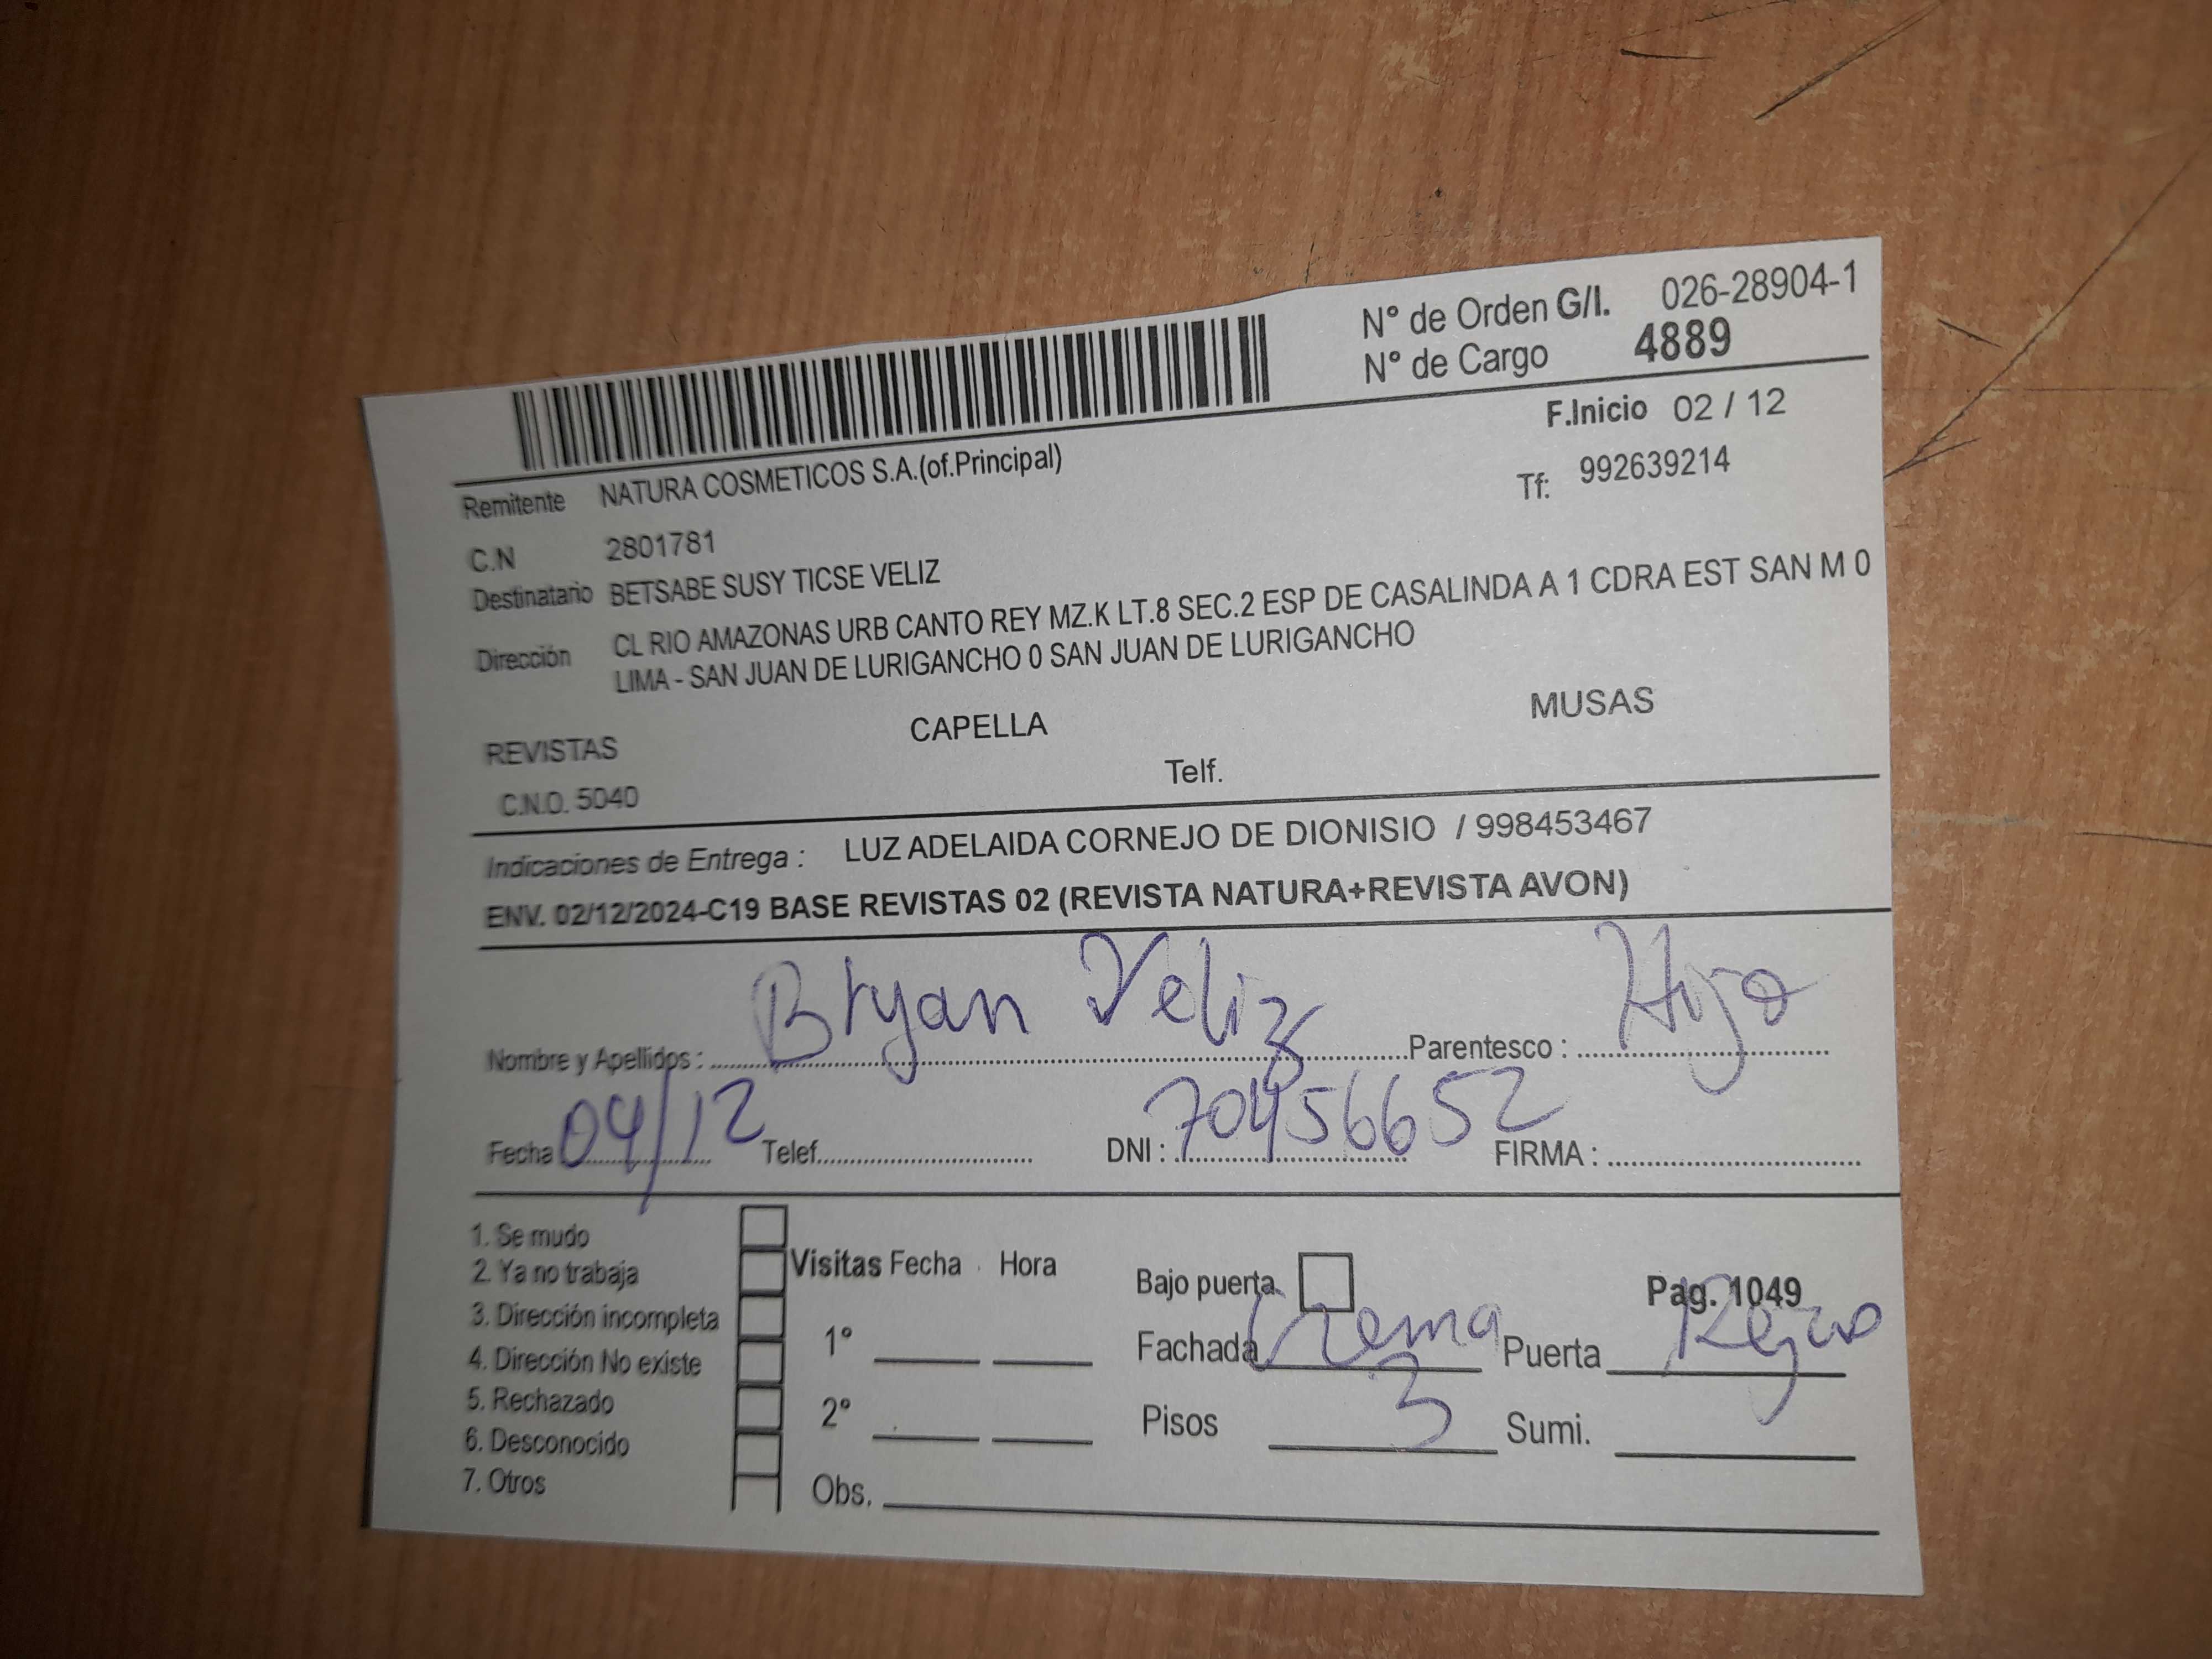 N° de Orden G/I. 026-28904-1
N° de Cargo 4889
F.Inicio 02 / 12
Remitente NATURA COSMETICOS S.A.(of.Principal)
Tf: 992639214
C.N 2801781
Destinatario BETSABE SUSY TICSE VELIZ
Dirección CL RIO AMAZONAS URB CANTO REY MZ.K LT.8 SEC.2 ESP DE CASALINDA A 1 CDRA EST SAN M 0
LIMA - SAN JUAN DE LURIGANCHO 0 SAN JUAN DE LURIGANCHO
REVISTAS CAPELLA MUSAS
C.N.O. 5040 Telf.
Indicaciones de Entrega : LUZ ADELAIDA CORNEJO DE DIONISIO / 998453467
ENV. 02/12/2024-C19 BASE REVISTAS 02 (REVISTA NATURA+REVISTA AVON)
Nombre y Apellidos : Bryan Veliz Parentesco : Hijo
Fecha 04/12 Telef. DNI : 70456652 FIRMA :
1. Se mudo
2. Ya no trabaja
3. Dirección incompleta
4. Dirección No existe
5. Rechazado
6. Desconocido
7. Otros
Visitas Fecha Hora
1°
2°
Obs.
Bajo puerta Pag. 1049
Fachada Crema Puerta
Pisos 3 Sumi.